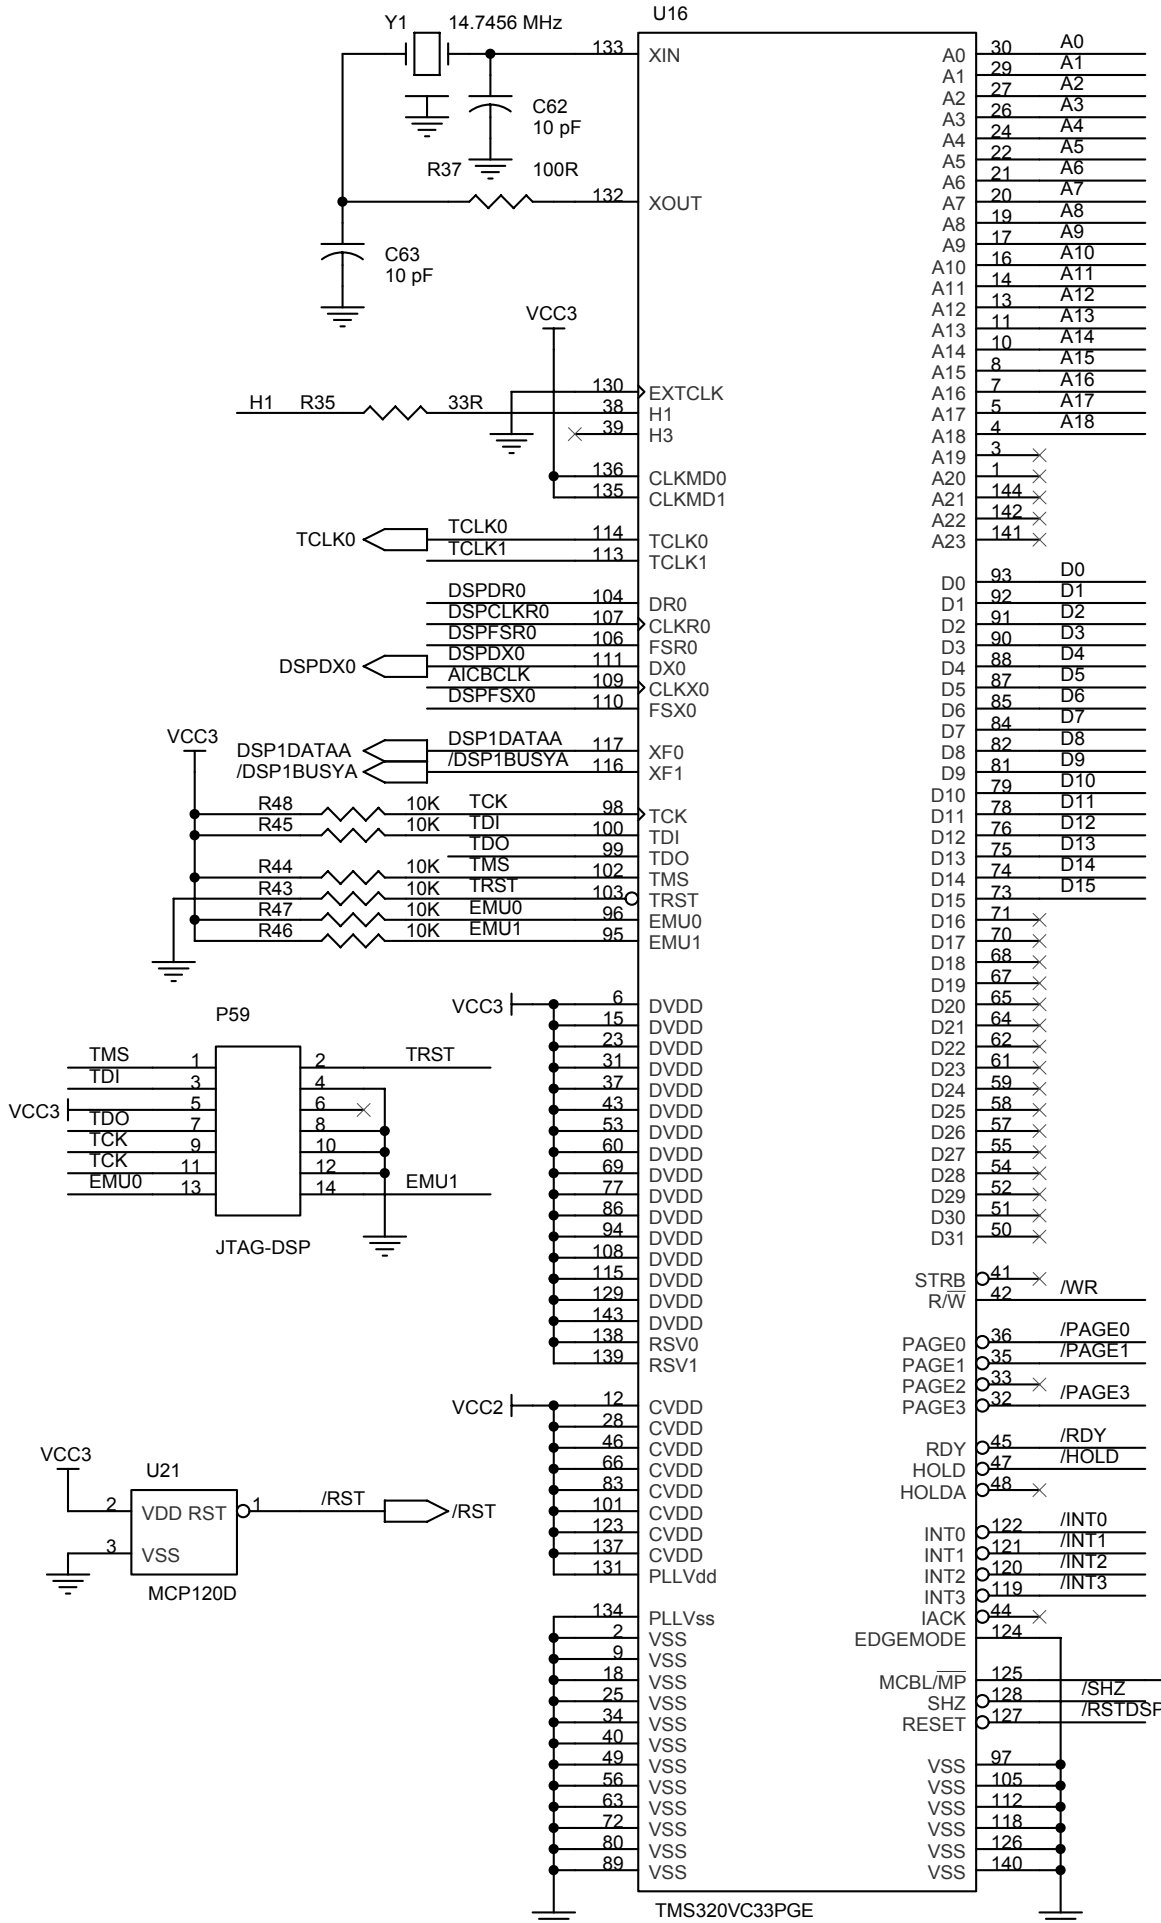 U16
Y1 14.7456 MHz
C62
10 pF
R37 100R
C63
10 pF
VCC3
H1 R35 33R
133 XIN
132 XOUT
130 EXTCLK
38 H1
39 H3
136 CLKMD0
135 CLKMD1
TCLK0 TCLK0 114 TCLK0
TCLK1 113 TCLK1
DSPDR0 104 DR0
DSPCLKR0 107 CLKR0
DSPFSR0 106 FSR0
DSPDX0 DSPDX0 111 DX0
AICBCLK 109 CLKX0
DSPFSX0 110 FSX0
VCC3
DSP1DATAA DSP1DATAA 117 XF0
/DSP1BUSYA /DSP1BUSYA 116 XF1
R48 10K TCK 98 TCK
R45 10K TDI 100 TDI
TDO 99 TDO
R44 10K TMS 102 TMS
R43 10K TRST 103 TRST
R47 10K EMU0 96 EMU0
R46 10K EMU1 95 EMU1
P59
TMS 1 2 TRST
TDI 3 4
VCC3 5 6
TDO 7 8
TCK 9 10
TCK 11 12
EMU0 13 14 EMU1
JTAG-DSP
VCC3 6 DVDD
15 DVDD
23 DVDD
31 DVDD
37 DVDD
43 DVDD
53 DVDD
60 DVDD
69 DVDD
77 DVDD
86 DVDD
94 DVDD
108 DVDD
115 DVDD
129 DVDD
143 DVDD
138 RSV0
139 RSV1
VCC2 12 CVDD
28 CVDD
46 CVDD
66 CVDD
83 CVDD
101 CVDD
123 CVDD
137 CVDD
131 PLLVdd
VCC3
U21
2 VDD RST 1 /RST /RST
3 VSS
MCP120D
134 PLLVss
2 VSS
9 VSS
18 VSS
25 VSS
34 VSS
40 VSS
49 VSS
56 VSS
63 VSS
72 VSS
80 VSS
89 VSS
A0 30 A0
A1 29 A1
A2 27 A2
A3 26 A3
A4 24 A4
A5 22 A5
A6 21 A6
A7 20 A7
A8 19 A8
A9 17 A9
A10 16 A10
A11 14 A11
A12 13 A12
A13 11 A13
A14 10 A14
A15 8 A15
A16 7 A16
A17 5 A17
A18 4 A18
A19 3
A20 1
A21 144
A22 142
A23 141
D0 93 D0
D1 92 D1
D2 91 D2
D3 90 D3
D4 88 D4
D5 87 D5
D6 85 D6
D7 84 D7
D8 82 D8
D9 81 D9
D10 79 D10
D11 78 D11
D12 76 D12
D13 75 D13
D14 74 D14
D15 73 D15
D16 71
D17 70
D18 68
D19 67
D20 65
D21 64
D22 62
D23 61
D24 59
D25 58
D26 57
D27 55
D28 54
D29 52
D30 51
D31 50
STRB 41
R/W 42 /WR
PAGE0 36 /PAGE0
PAGE1 35 /PAGE1
PAGE2 33
PAGE3 32 /PAGE3
RDY 45 /RDY
HOLD 47 /HOLD
HOLDA 48
INT0 122 /INT0
INT1 121 /INT1
INT2 120 /INT2
INT3 119 /INT3
IACK 44
EDGEMODE 124
MCBL/MP 125
SHZ 128 /SHZ
RESET 127 /RSTDSP
VSS 97
VSS 105
VSS 112
VSS 118
VSS 126
VSS 140
TMS320VC33PGE